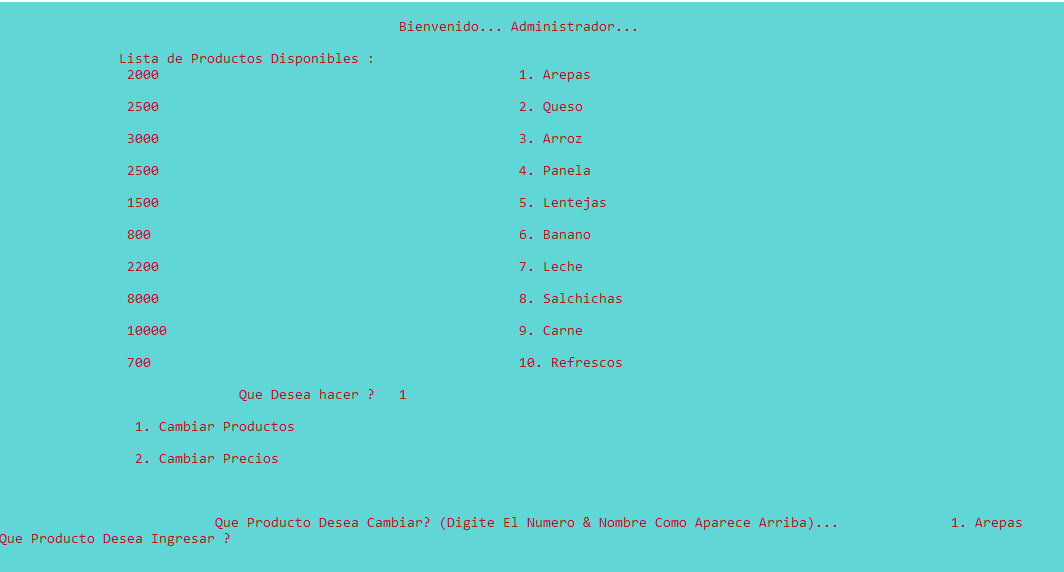 Bienvenido... Administrador...
Lista de Productos Disponibles :
2000 1. Arepas
2500 2. Queso
3000 3. Arroz
2500 4. Panela
1500 5. Lentejas
800 6. Banano
2200 7. Leche
8000 8. Salchichas
10000 9. Carne
700 10. Refrescos
Que Desea hacer ? 1
1. Cambiar Productos
2. Cambiar Precios
Que Producto Desea Cambiar? (Digite El Numero & Nombre Como Aparece Arriba)... 1. Arepas
Que Producto Desea Ingresar ?